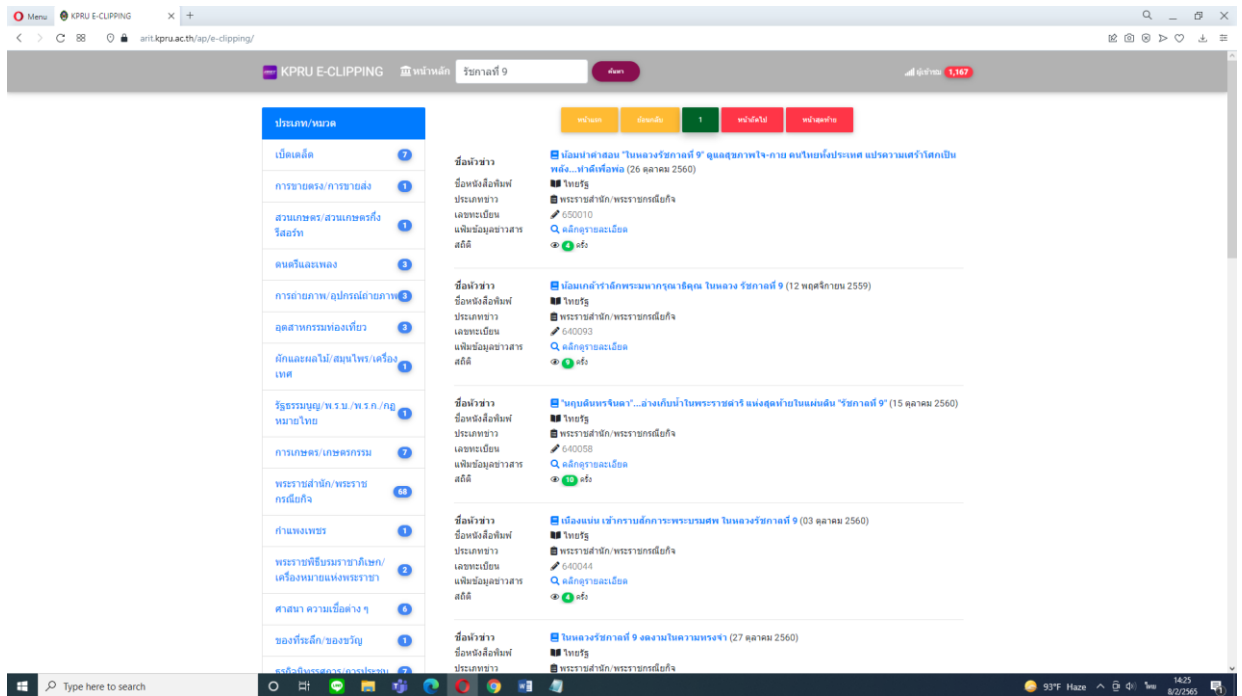 Menu
KPRU E-CLIPPING
arit.kpru.ac.th/ap/e-clipping/
KPRU E-CLIPPING
หน้าหลัก
รัชกาลที่ 9
ค้นหา
ผู้เข้าชม 1,167
ประเภท/หมวด
เบ็ดเตล็ด 7
การขายตรง/การขายส่ง 1
สวนเกษตร/สวนเกษตรกึ่ง
รีสอร์ท 1
ดนตรีและเพลง 3
การถ่ายภาพ/อุปกรณ์ถ่ายภาพ 3
อุตสาหกรรมท่องเที่ยว 3
ผักและผลไม้/สมุนไพร/เครื่อง
เทศ 1
รัฐธรรมนูญ/พ.ร.บ./พ.ร.ก./กฎ
หมายไทย 1
การเกษตร/เกษตรกรรม 7
พระราชสำนัก/พระราช
กรณียกิจ 68
กำแพงเพชร 1
พระราชพิธีบรมราชาภิเษก/
เครื่องหมายแห่งพระราชา 2
ศาสนา ความเชื่อต่าง ๆ 6
ของที่ระลึก/ของขวัญ 1
หน้าแรก
ย้อนกลับ
1
หน้าถัดไป
หน้าสุดท้าย
ชื่อหัวข่าว น้อมนำคำสอน "ในหลวงรัชกาลที่ 9" ดูแลสุขภาพใจ-กาย คนไทยทั้งประเทศ แปรความเศร้าโศกเป็น
พลัง...ทำดีเพื่อพ่อ (26 ตุลาคม 2560)
ชื่อหนังสือพิมพ์ ไทยรัฐ
ประเภทข่าว พระราชสำนัก/พระราชกรณียกิจ
เลขทะเบียน 650010
แฟ้มข้อมูลข่าวสาร คลิกดูรายละเอียด
สถิติ 4 ครั้ง
ชื่อหัวข่าว น้อมเกล้ารำลึกพระมหากรุณาธิคุณ ในหลวง รัชกาลที่ 9 (12 พฤศจิกายน 2559)
ชื่อหนังสือพิมพ์ ไทยรัฐ
ประเภทข่าว พระราชสำนัก/พระราชกรณียกิจ
เลขทะเบียน 640093
แฟ้มข้อมูลข่าวสาร คลิกดูรายละเอียด
สถิติ 9 ครั้ง
ชื่อหัวข่าว "นฤบดินทรจินดา"...อ่างเก็บน้ำในพระราชดำริ แห่งสุดท้ายในแผ่นดิน "รัชกาลที่ 9" (15 ตุลาคม 2560)
ชื่อหนังสือพิมพ์ ไทยรัฐ
ประเภทข่าว พระราชสำนัก/พระราชกรณียกิจ
เลขทะเบียน 640058
แฟ้มข้อมูลข่าวสาร คลิกดูรายละเอียด
สถิติ 10 ครั้ง
ชื่อหัวข่าว เนืองแน่น เข้ากราบสักการะพระบรมศพ ในหลวงรัชกาลที่ 9 (03 ตุลาคม 2560)
ชื่อหนังสือพิมพ์ ไทยรัฐ
ประเภทข่าว พระราชสำนัก/พระราชกรณียกิจ
เลขทะเบียน 640044
แฟ้มข้อมูลข่าวสาร คลิกดูรายละเอียด
สถิติ 4 ครั้ง
ชื่อหัวข่าว ในหลวงรัชกาลที่ 9 งดงามในความทรงจำ (27 ตุลาคม 2560)
ชื่อหนังสือพิมพ์ ไทยรัฐ
ประเภทข่าว พระราชสำนัก/พระราชกรณียกิจ
Type here to search
93°F Haze
ไทย
14:25
8/2/2565